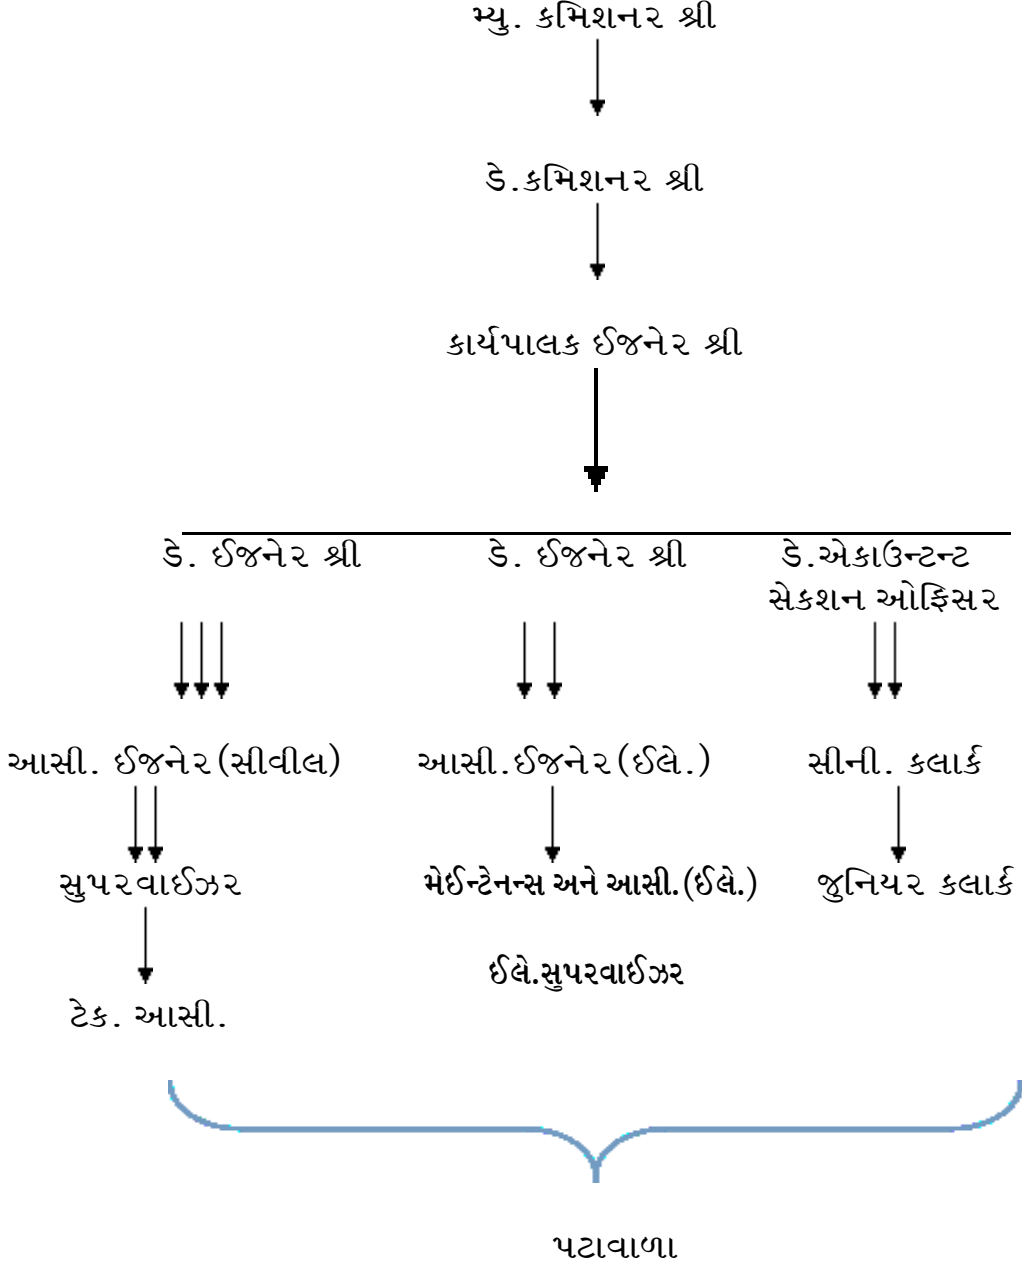 મ્યુ. કમિશનર શ્રી
ડે.કમિશનર શ્રી
કાર્યપાલક ઈજનેર શ્રી
ડે. ઈજનેર શ્રી
ડે. ઈજનેર શ્રી
ડે.એકાઉન્ટન્ટ
સેકશન ઓફિસર
આસી. ઈજનેર(સીવીલ)
આસી.ઈજનેર(ઈલે.)
સીની. કલાર્ક
સુપરવાઈઝર
મેઈન્ટેનન્સ અને આસી.(ઈલે.)
જુનિયર કલાર્ક
ઈલે.સુપરવાઈઝર
ટેક. આસી.
પટાવાળા